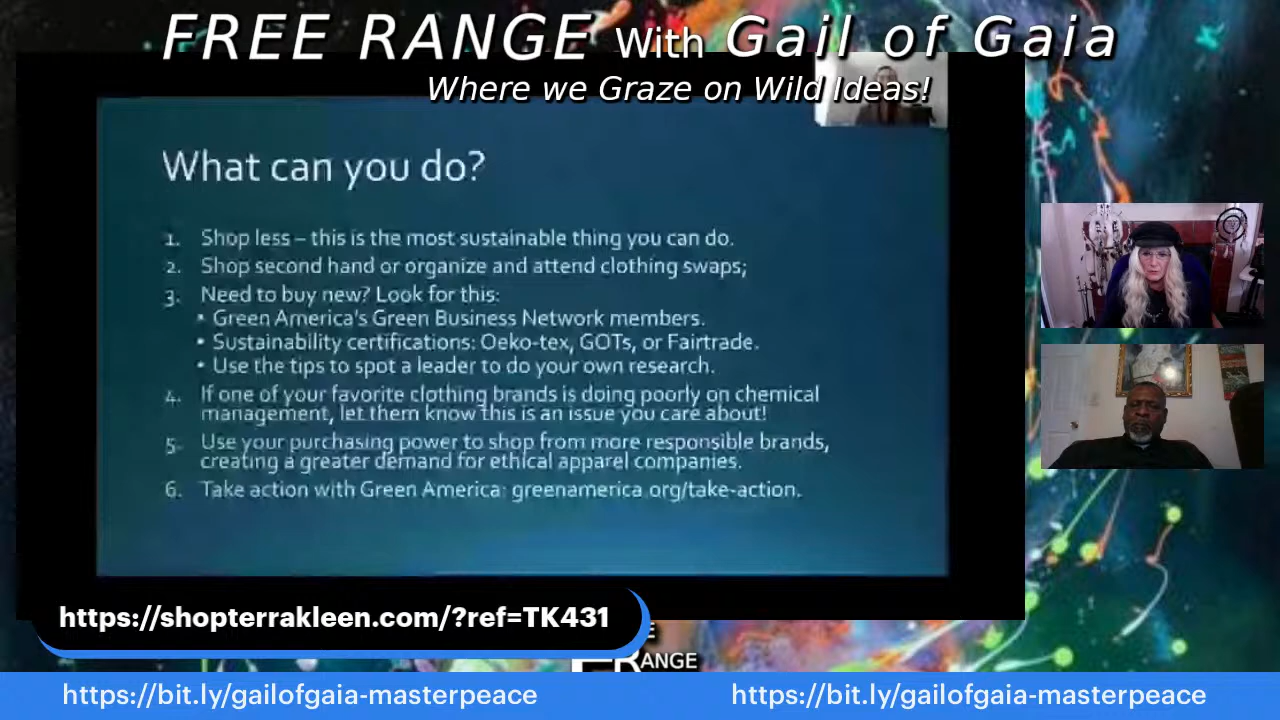 FREE RANGE With Gail of Gaia
Where we Graze on Wild Ideas!
What can you do?
1. Shop less – this is the most sustainable thing you can do.
2. Shop second hand or organize and attend clothing swaps;
3. Need to buy new? Look for this:
• Green America's Green Business Network members.
• Sustainability certifications: Oeko-tex, GOTs, or Fairtrade.
• Use the tips to spot a leader to do your own research.
4. If one of your favorite clothing brands is doing poorly on chemical
management, let them know this is an issue you care about!
5. Use your purchasing power to shop from more responsible brands,
creating a greater demand for ethical apparel companies.
6. Take action with Green America: greenamerica.org/take-action.
https://shopterrakleen.com/?ref=TK431
RANGE
https://bit.ly/gailofgaia-masterpeace
https://bit.ly/gailofgaia-masterpeace